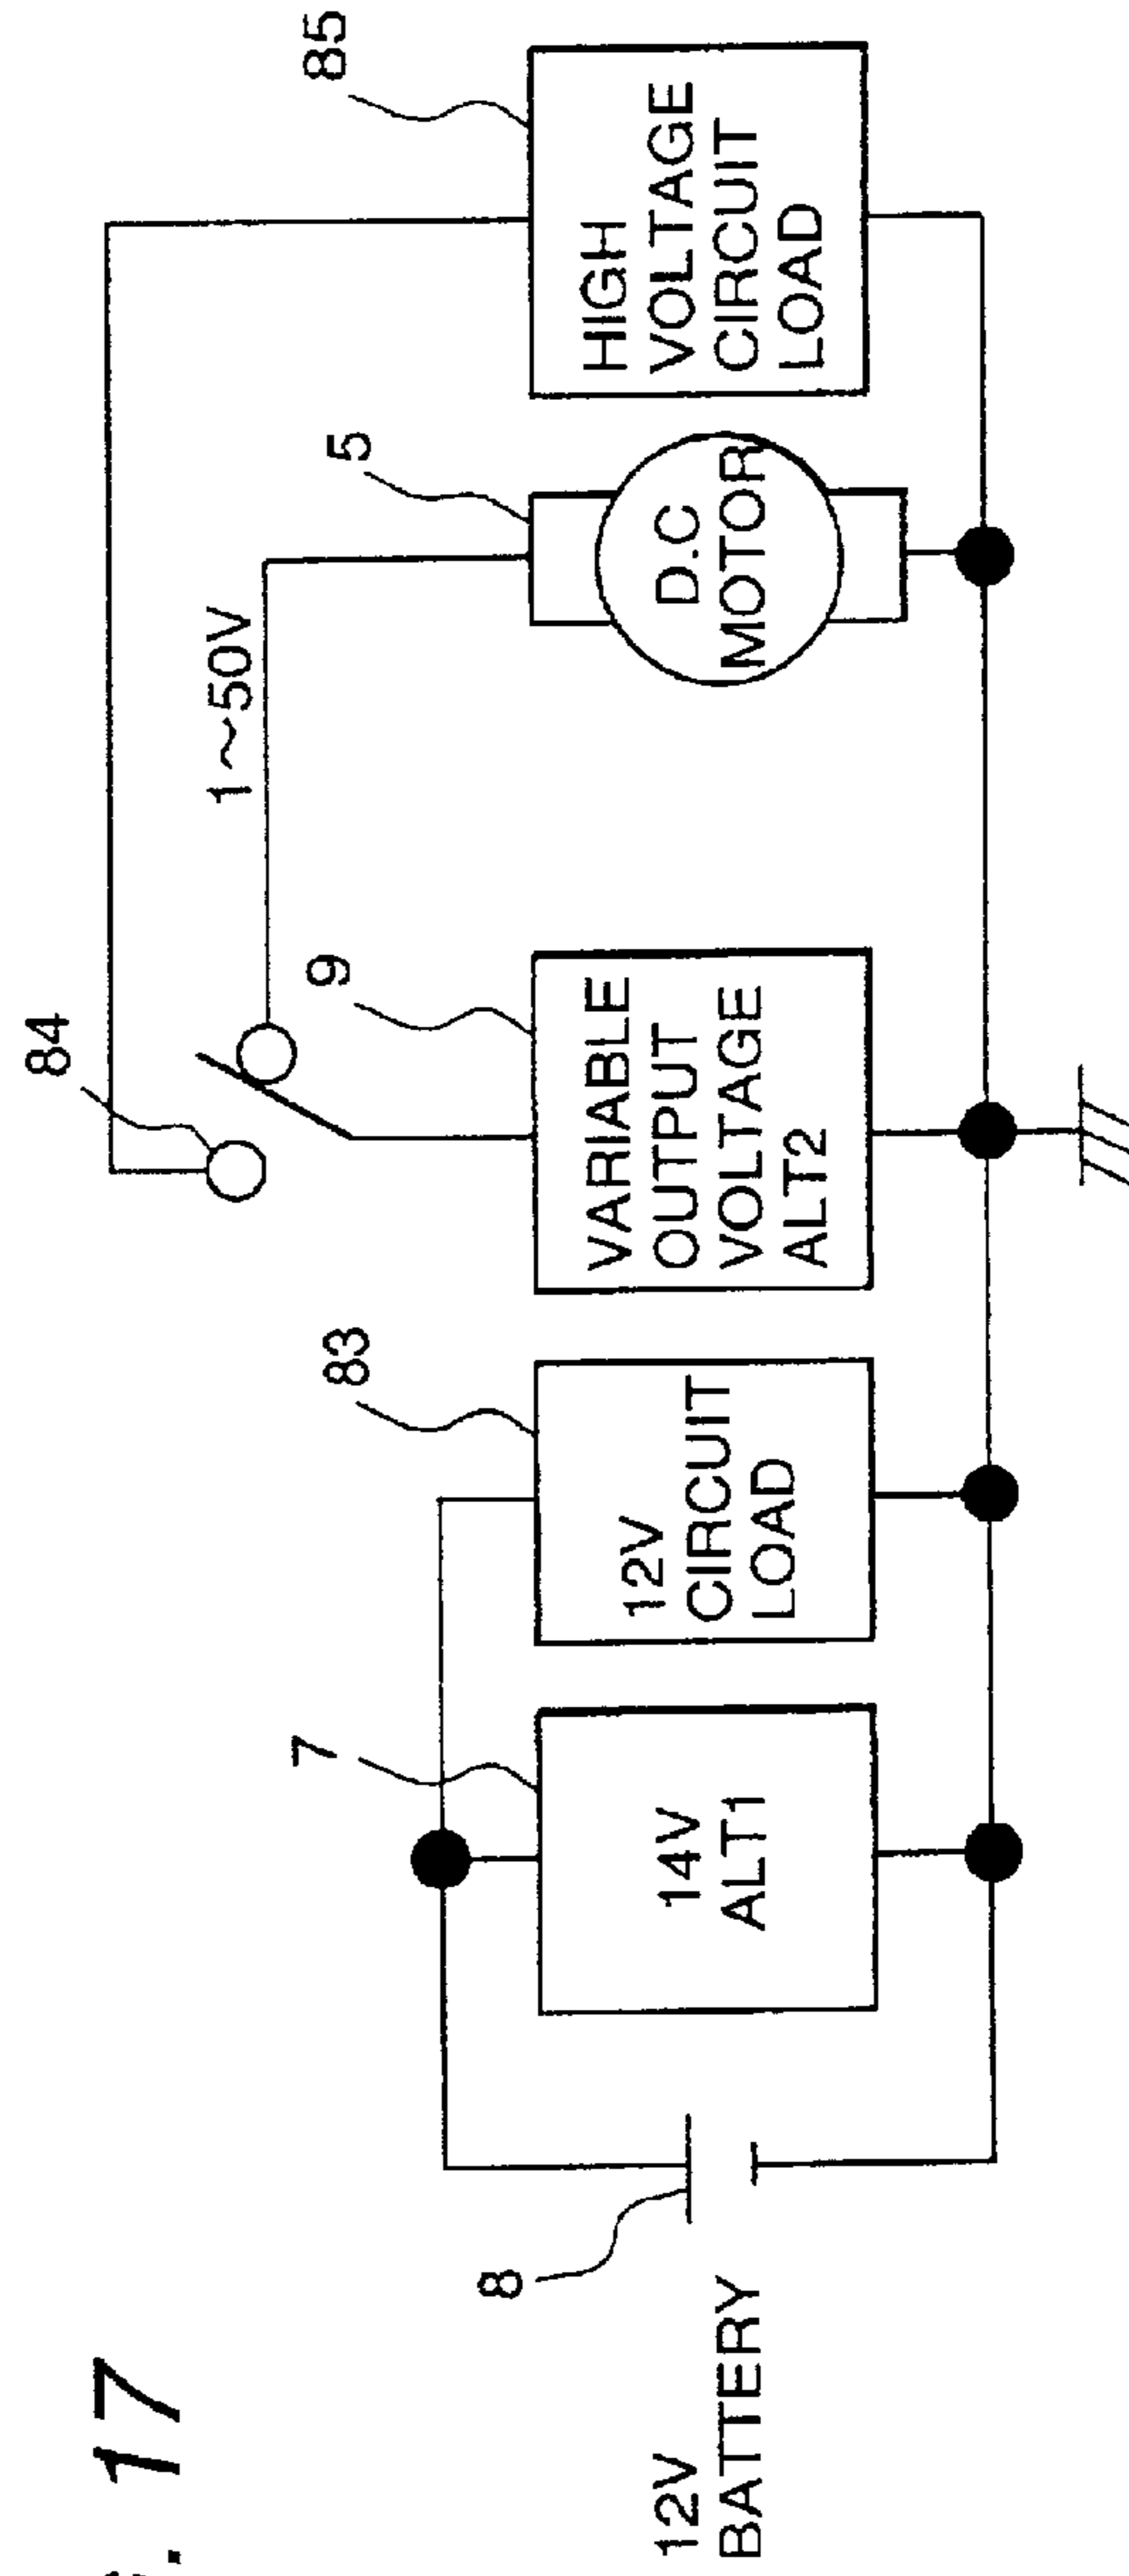 . 17
84
85
1~50V
5
9
83
7
8
12V
BATTERY
14V
ALT1
12V
CIRCUIT
LOAD
VARIABLE
OUTPUT
VOLTAGE
ALT2
D.C
MOTOR
HIGH
VOLTAGE
CIRCUIT
LOAD